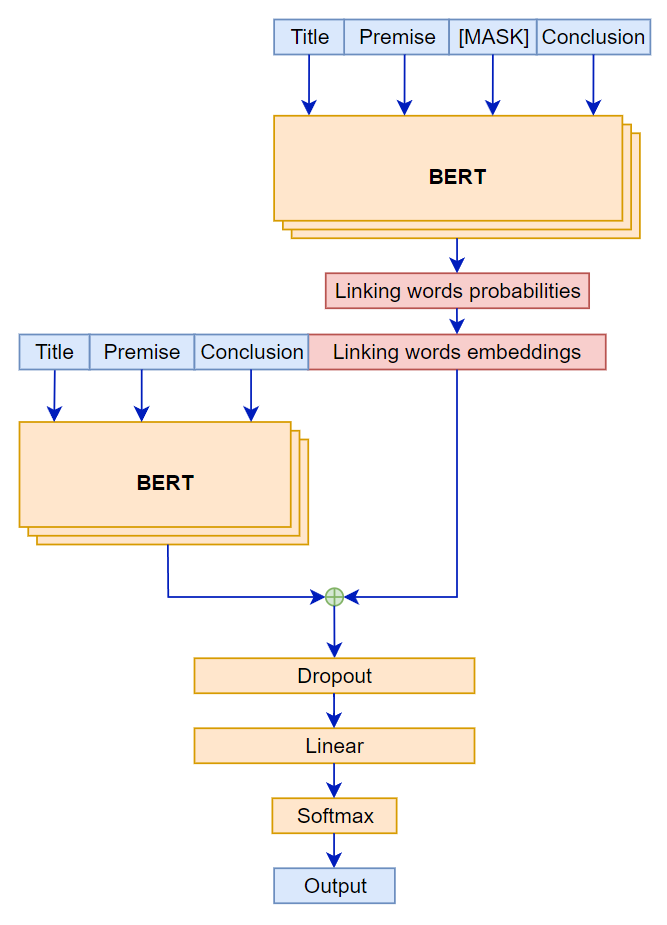 Title Premise [MASK] Conclusion
BERT
Linking words probabilities
Title Premise Conclusion Linking words embeddings
BERT
Dropout
Linear
Softmax
Output